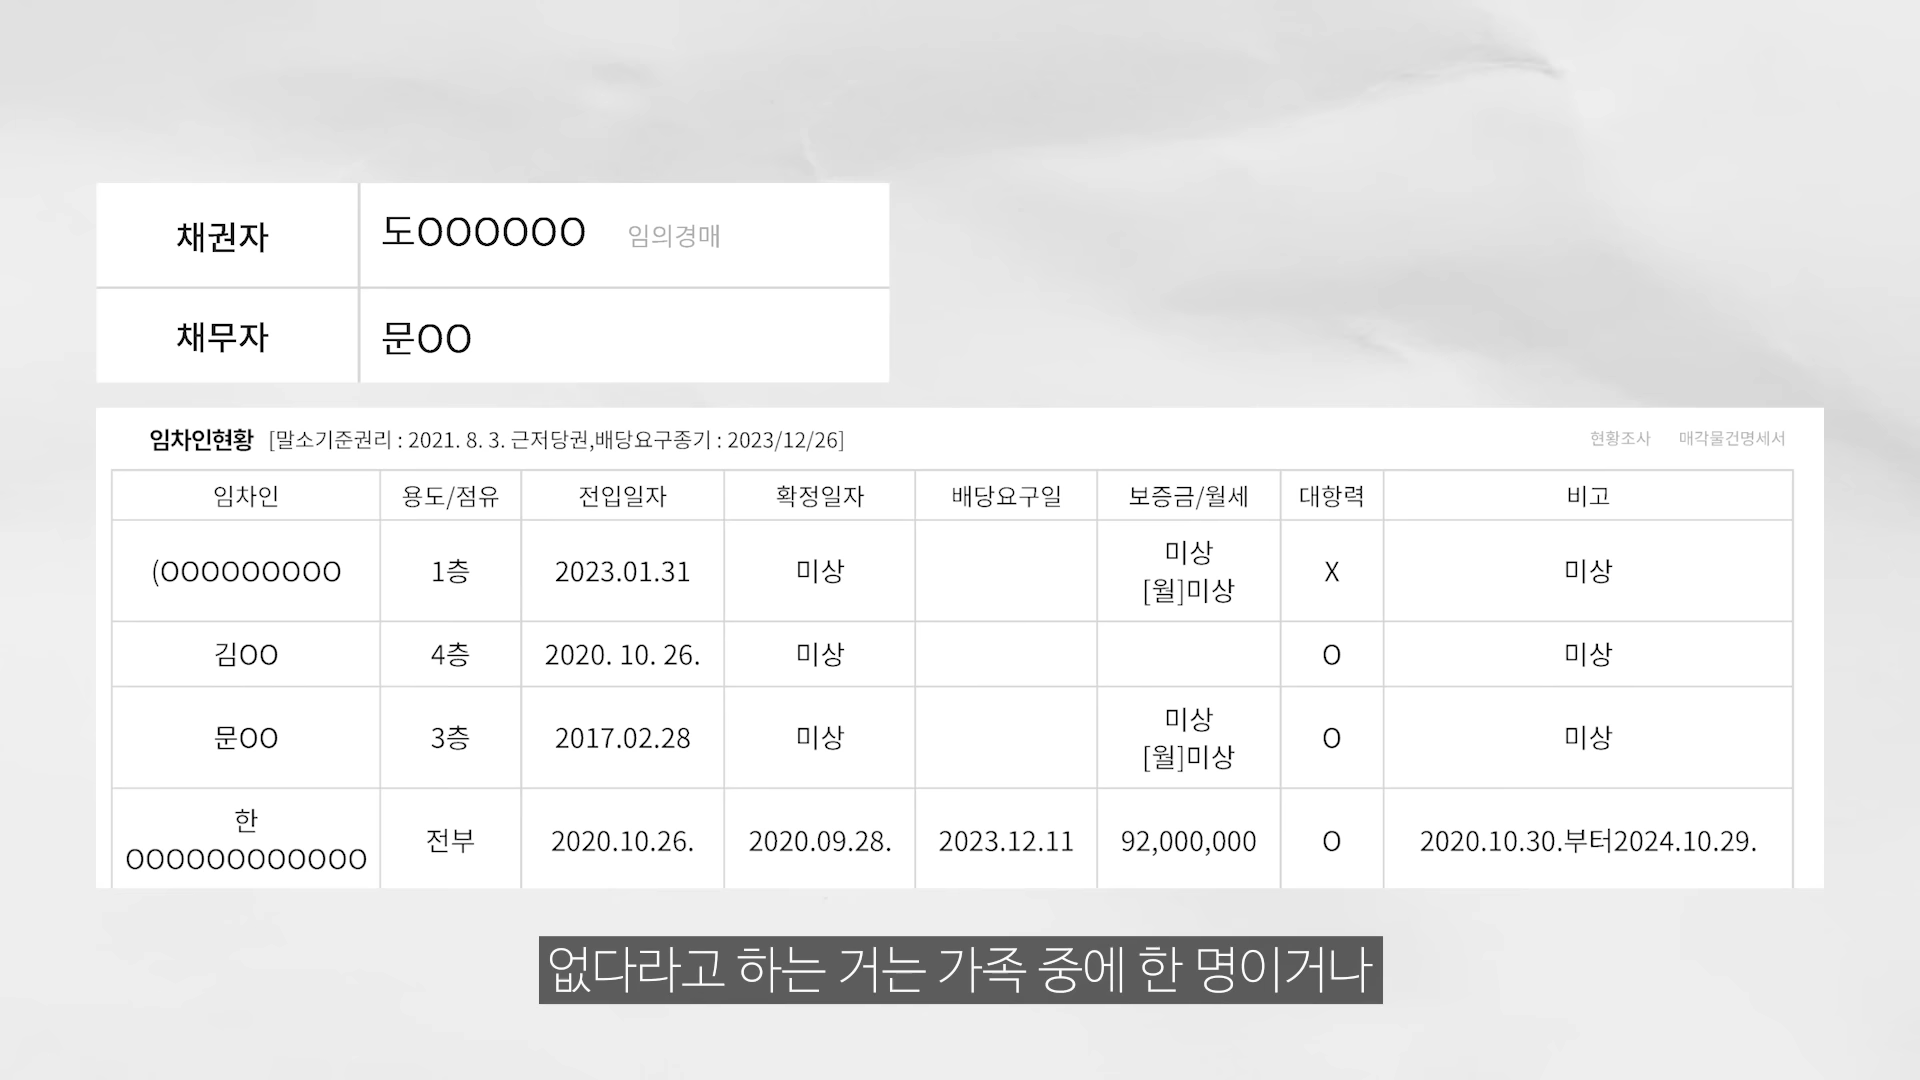 채권자 도OOOOOO 임의경매
채무자 문OO
임차인현황 [말소기준권리 : 2021. 8. 3. 근저당권,배당요구종기 : 2023/12/26] 현황조사 매각물건명세서
임차인 용도/점유 전입일자 확정일자 배당요구일 보증금/월세 대항력 비고
(OOOOOOOOO 1층 2023.01.31 미상 미상 [월]미상 X 미상
김OO 4층 2020. 10. 26. 미상 O 미상
문OO 3층 2017.02.28 미상 미상 [월]미상 O 미상
한 OOOOOOOOOOOO 전부 2020.10.26. 2020.09.28. 2023.12.11 92,000,000 O 2020.10.30.부터2024.10.29.
없다라고 하는 거는 가족 중에 한 명이거나